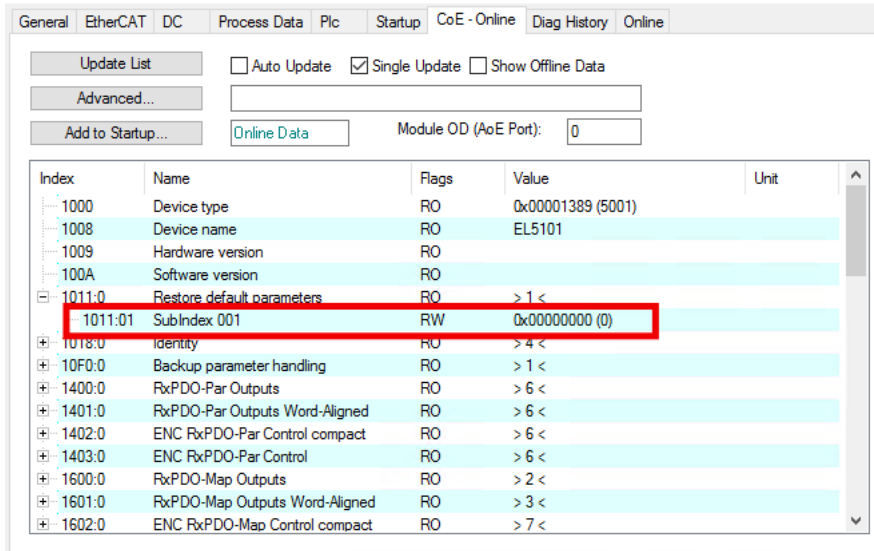 General EtherCAT DC Process Data Plc Startup CoE - Online Diag History Online
Update List Auto Update Single Update Show Offline Data
Advanced...
Add to Startup... Online Data Module OD (AoE Port): 0
Index Name Flags Value Unit
1000 Device type RO 0x00001389 (5001)
1008 Device name RO EL5101
1009 Hardware version RO
100A Software version RO
1011:0 Restore default parameters RO > 1 <
1011:01 SubIndex 001 RW 0x00000000 (0)
1018:0 Identity RO > 4 <
10F0:0 Backup parameter handling RO > 1 <
1400:0 RxPDO-Par Outputs RO > 6 <
1401:0 RxPDO-Par Outputs Word-Aligned RO > 6 <
1402:0 ENC RxPDO-Par Control compact RO > 6 <
1403:0 ENC RxPDO-Par Control RO > 6 <
1600:0 RxPDO-Map Outputs RO > 2 <
1601:0 RxPDO-Map Outputs Word-Aligned RO > 3 <
1602:0 ENC RxPDO-Map Control compact RO > 7 <